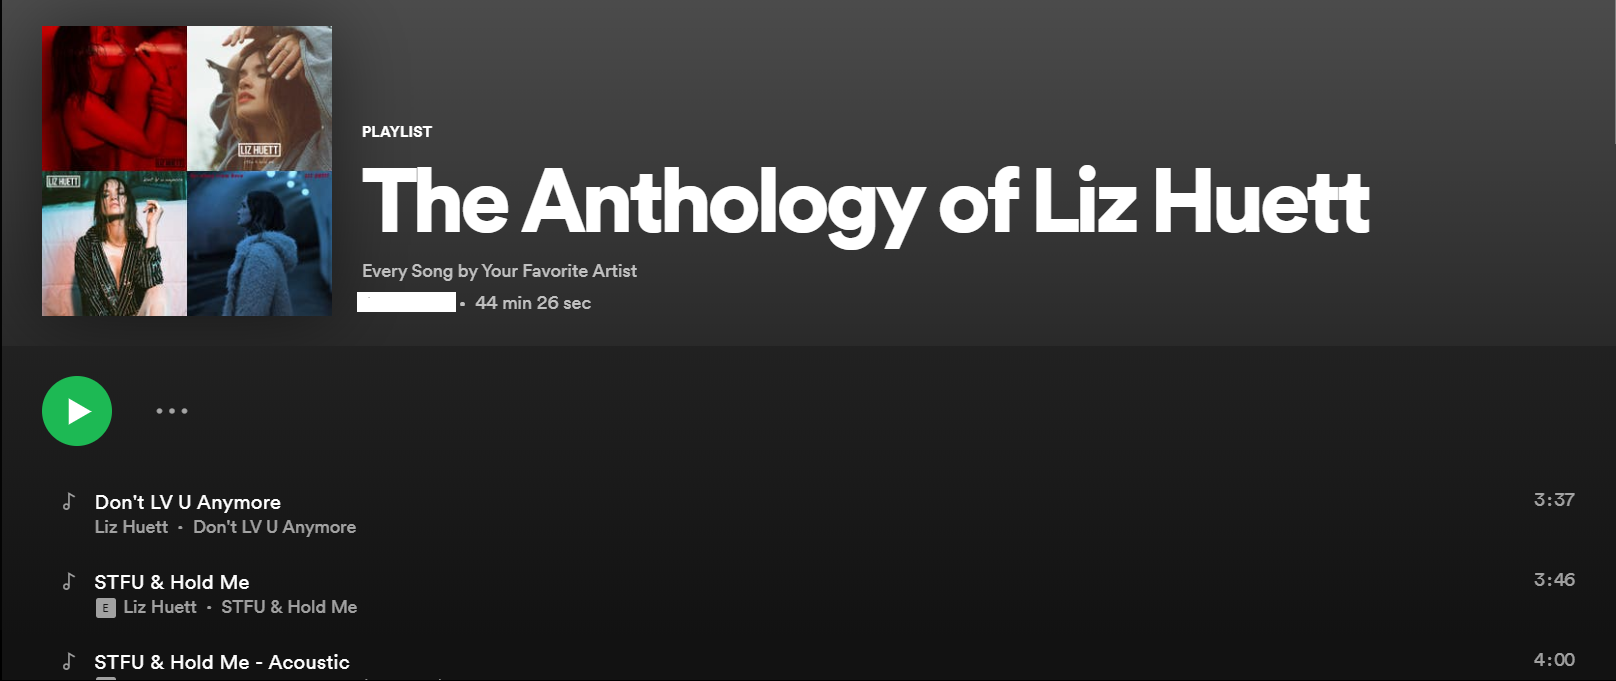 LIZ HUETT
LIZ HUETT
PLAYLIST
The Anthology of Liz Huett
Every Song by Your Favorite Artist
• 44 min 26 sec
Don't LV U Anymore
3:37
Liz Huett • Don't LV U Anymore
STFU & Hold Me
3:46
E Liz Huett • STFU & Hold Me
STFU & Hold Me - Acoustic
4:00